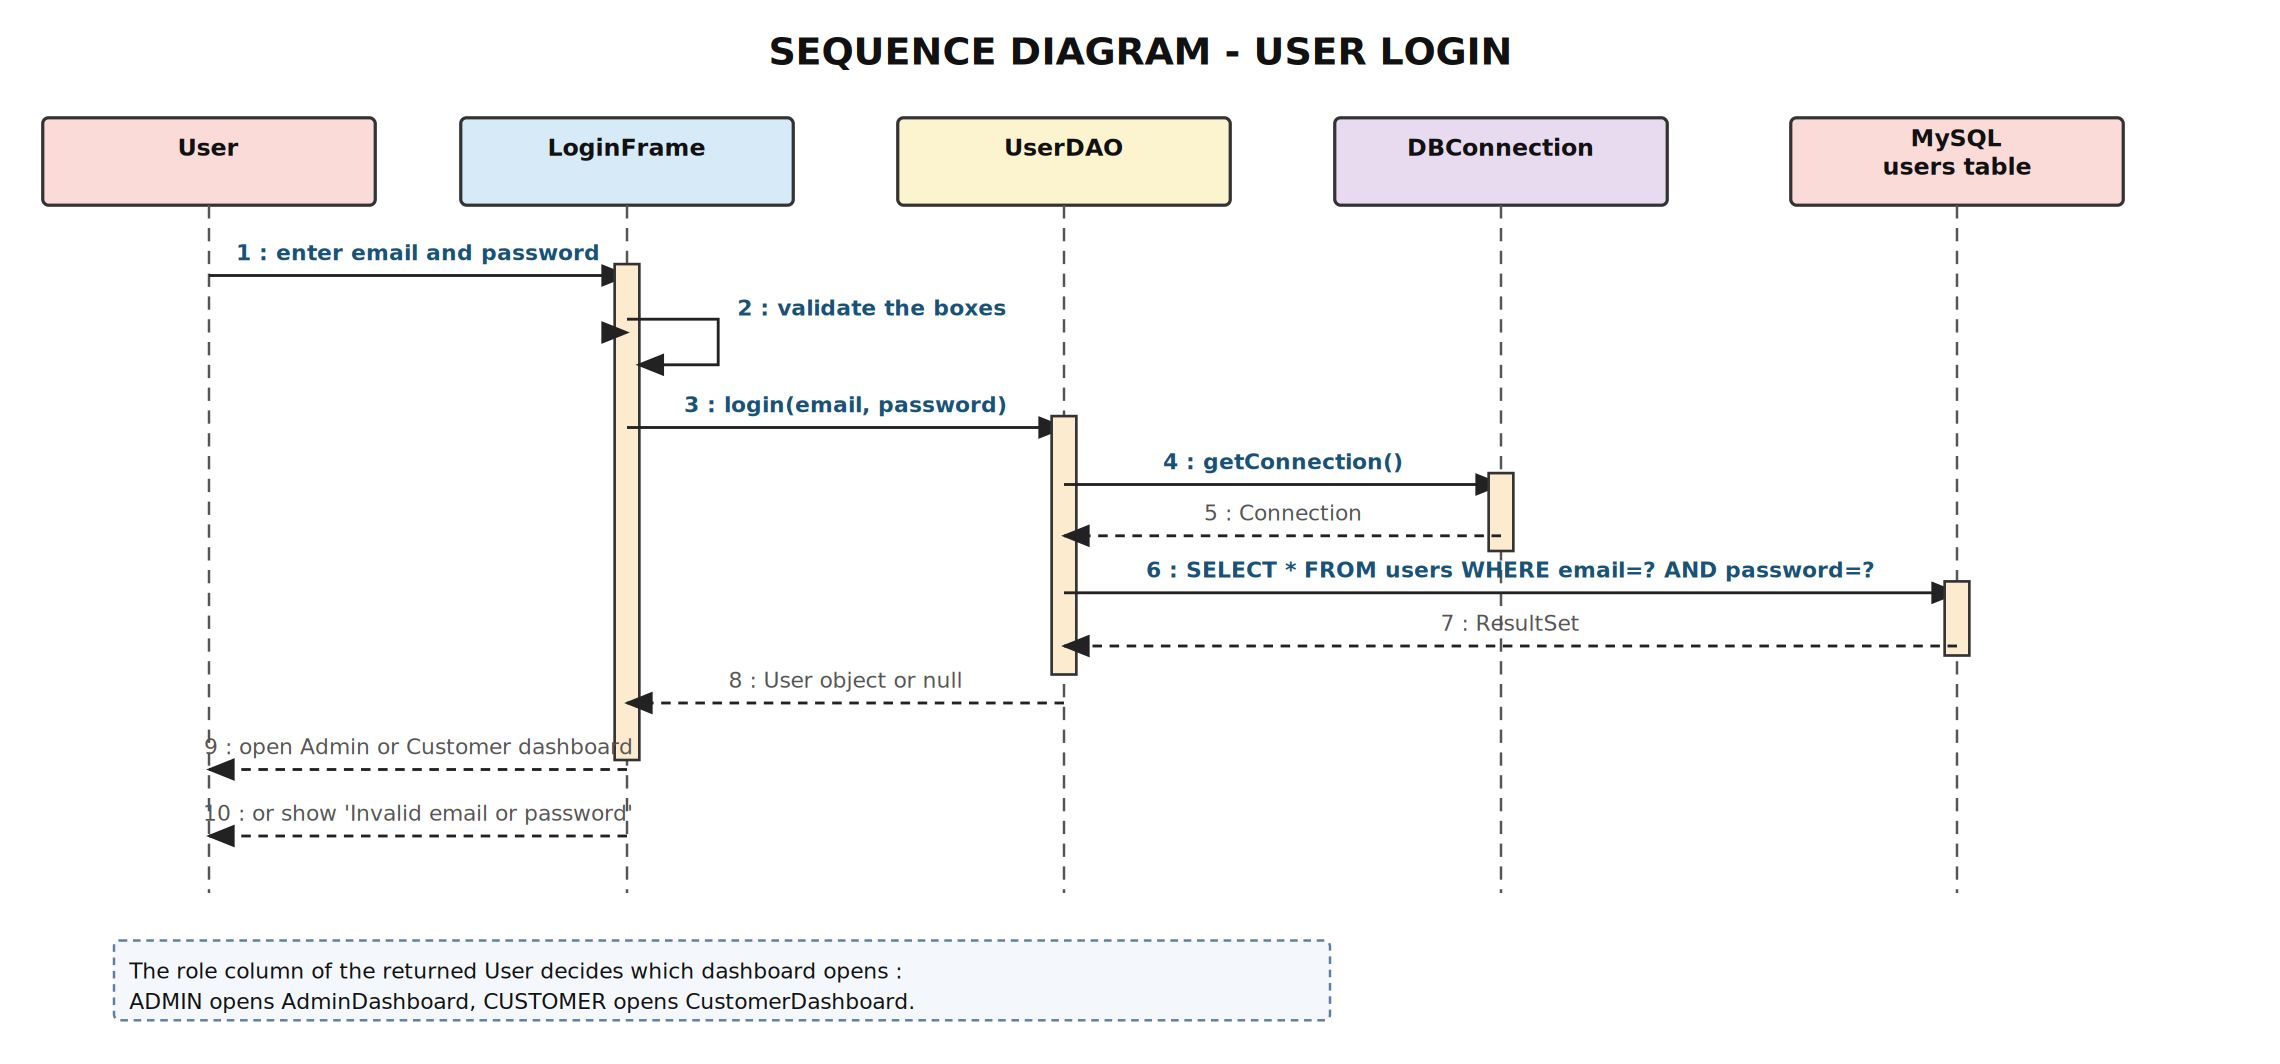 SEQUENCE DIAGRAM - USER LOGIN
User
LoginFrame
UserDAO
DBConnection
MySQL
users table
1 : enter email and password
2 : validate the boxes
3 : login(email, password)
4 : getConnection()
5 : Connection
6 : SELECT * FROM users WHERE email=? AND password=?
7 : ResultSet
8 : User object or null
9 : open Admin or Customer dashboard
10 : or show 'Invalid email or password'
The role column of the returned User decides which dashboard opens :
ADMIN opens AdminDashboard, CUSTOMER opens CustomerDashboard.